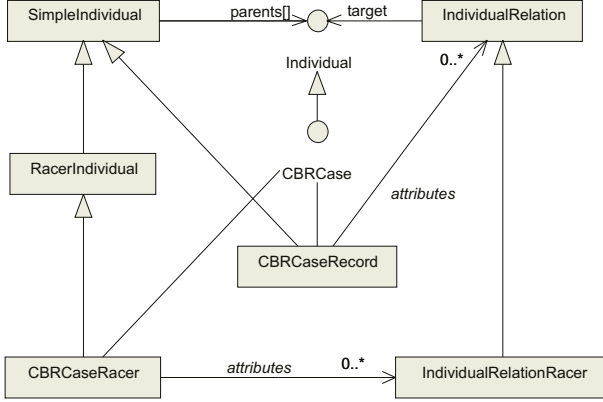 SimpleIndividual
parents[]
target
IndividualRelation
Individual
0..*
RacerIndividual
CBRCase
attributes
CBRCaseRecord
CBRCaseRacer
attributes
0..*
IndividualRelationRacer